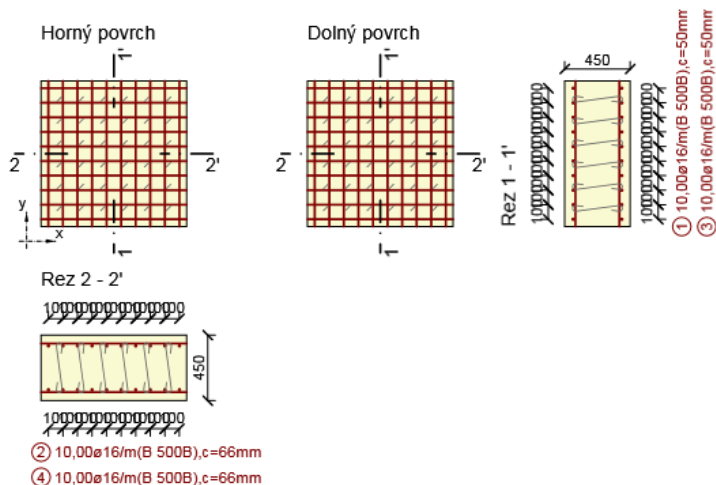 Horný povrch
Dolný povrch
1
1
450
2
2'
2
2'
y
x
1
1
Rez 1 - 1'
① 10,00ø16/m(B 500B),c=50mm
③ 10,00ø16/m(B 500B),c=50mm
Rez 2 - 2'
450
② 10,00ø16/m(B 500B),c=66mm
④ 10,00ø16/m(B 500B),c=66mm